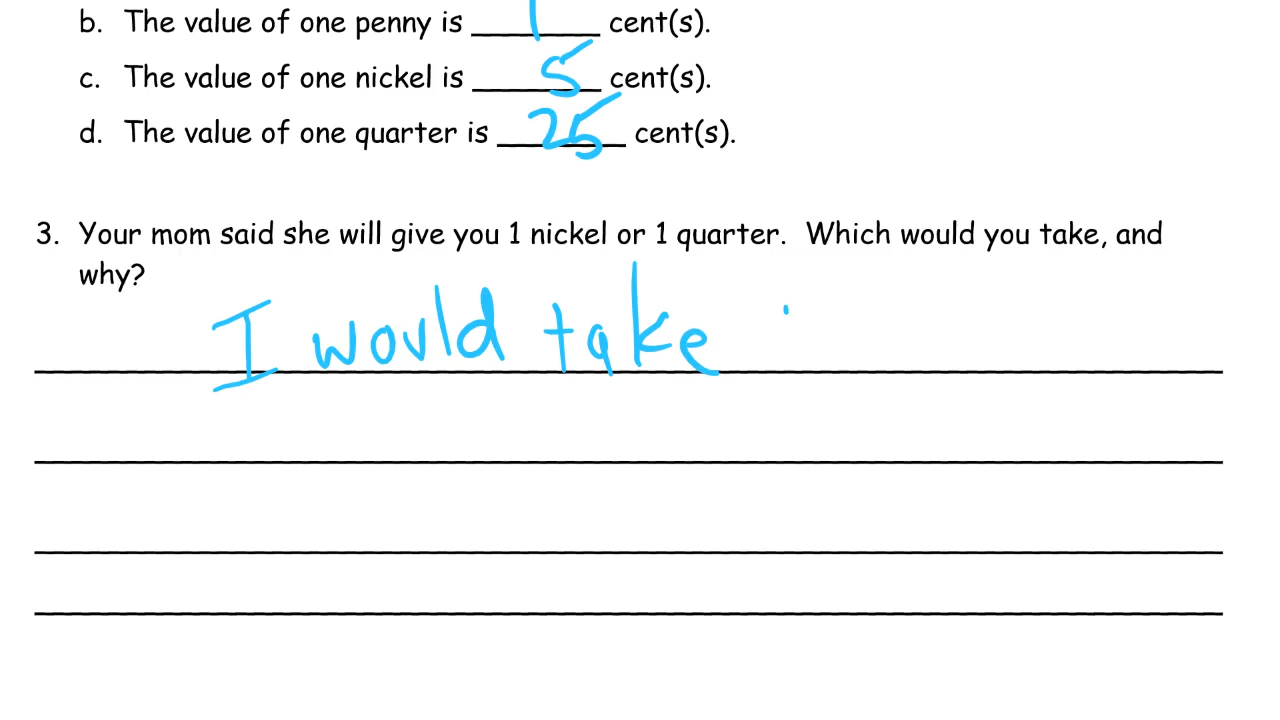 b. The value of one penny is 1 cent(s).
c. The value of one nickel is 5 cent(s).
d. The value of one quarter is 25 cent(s).
3. Your mom said she will give you 1 nickel or 1 quarter. Which would you take, and
why?
I would take